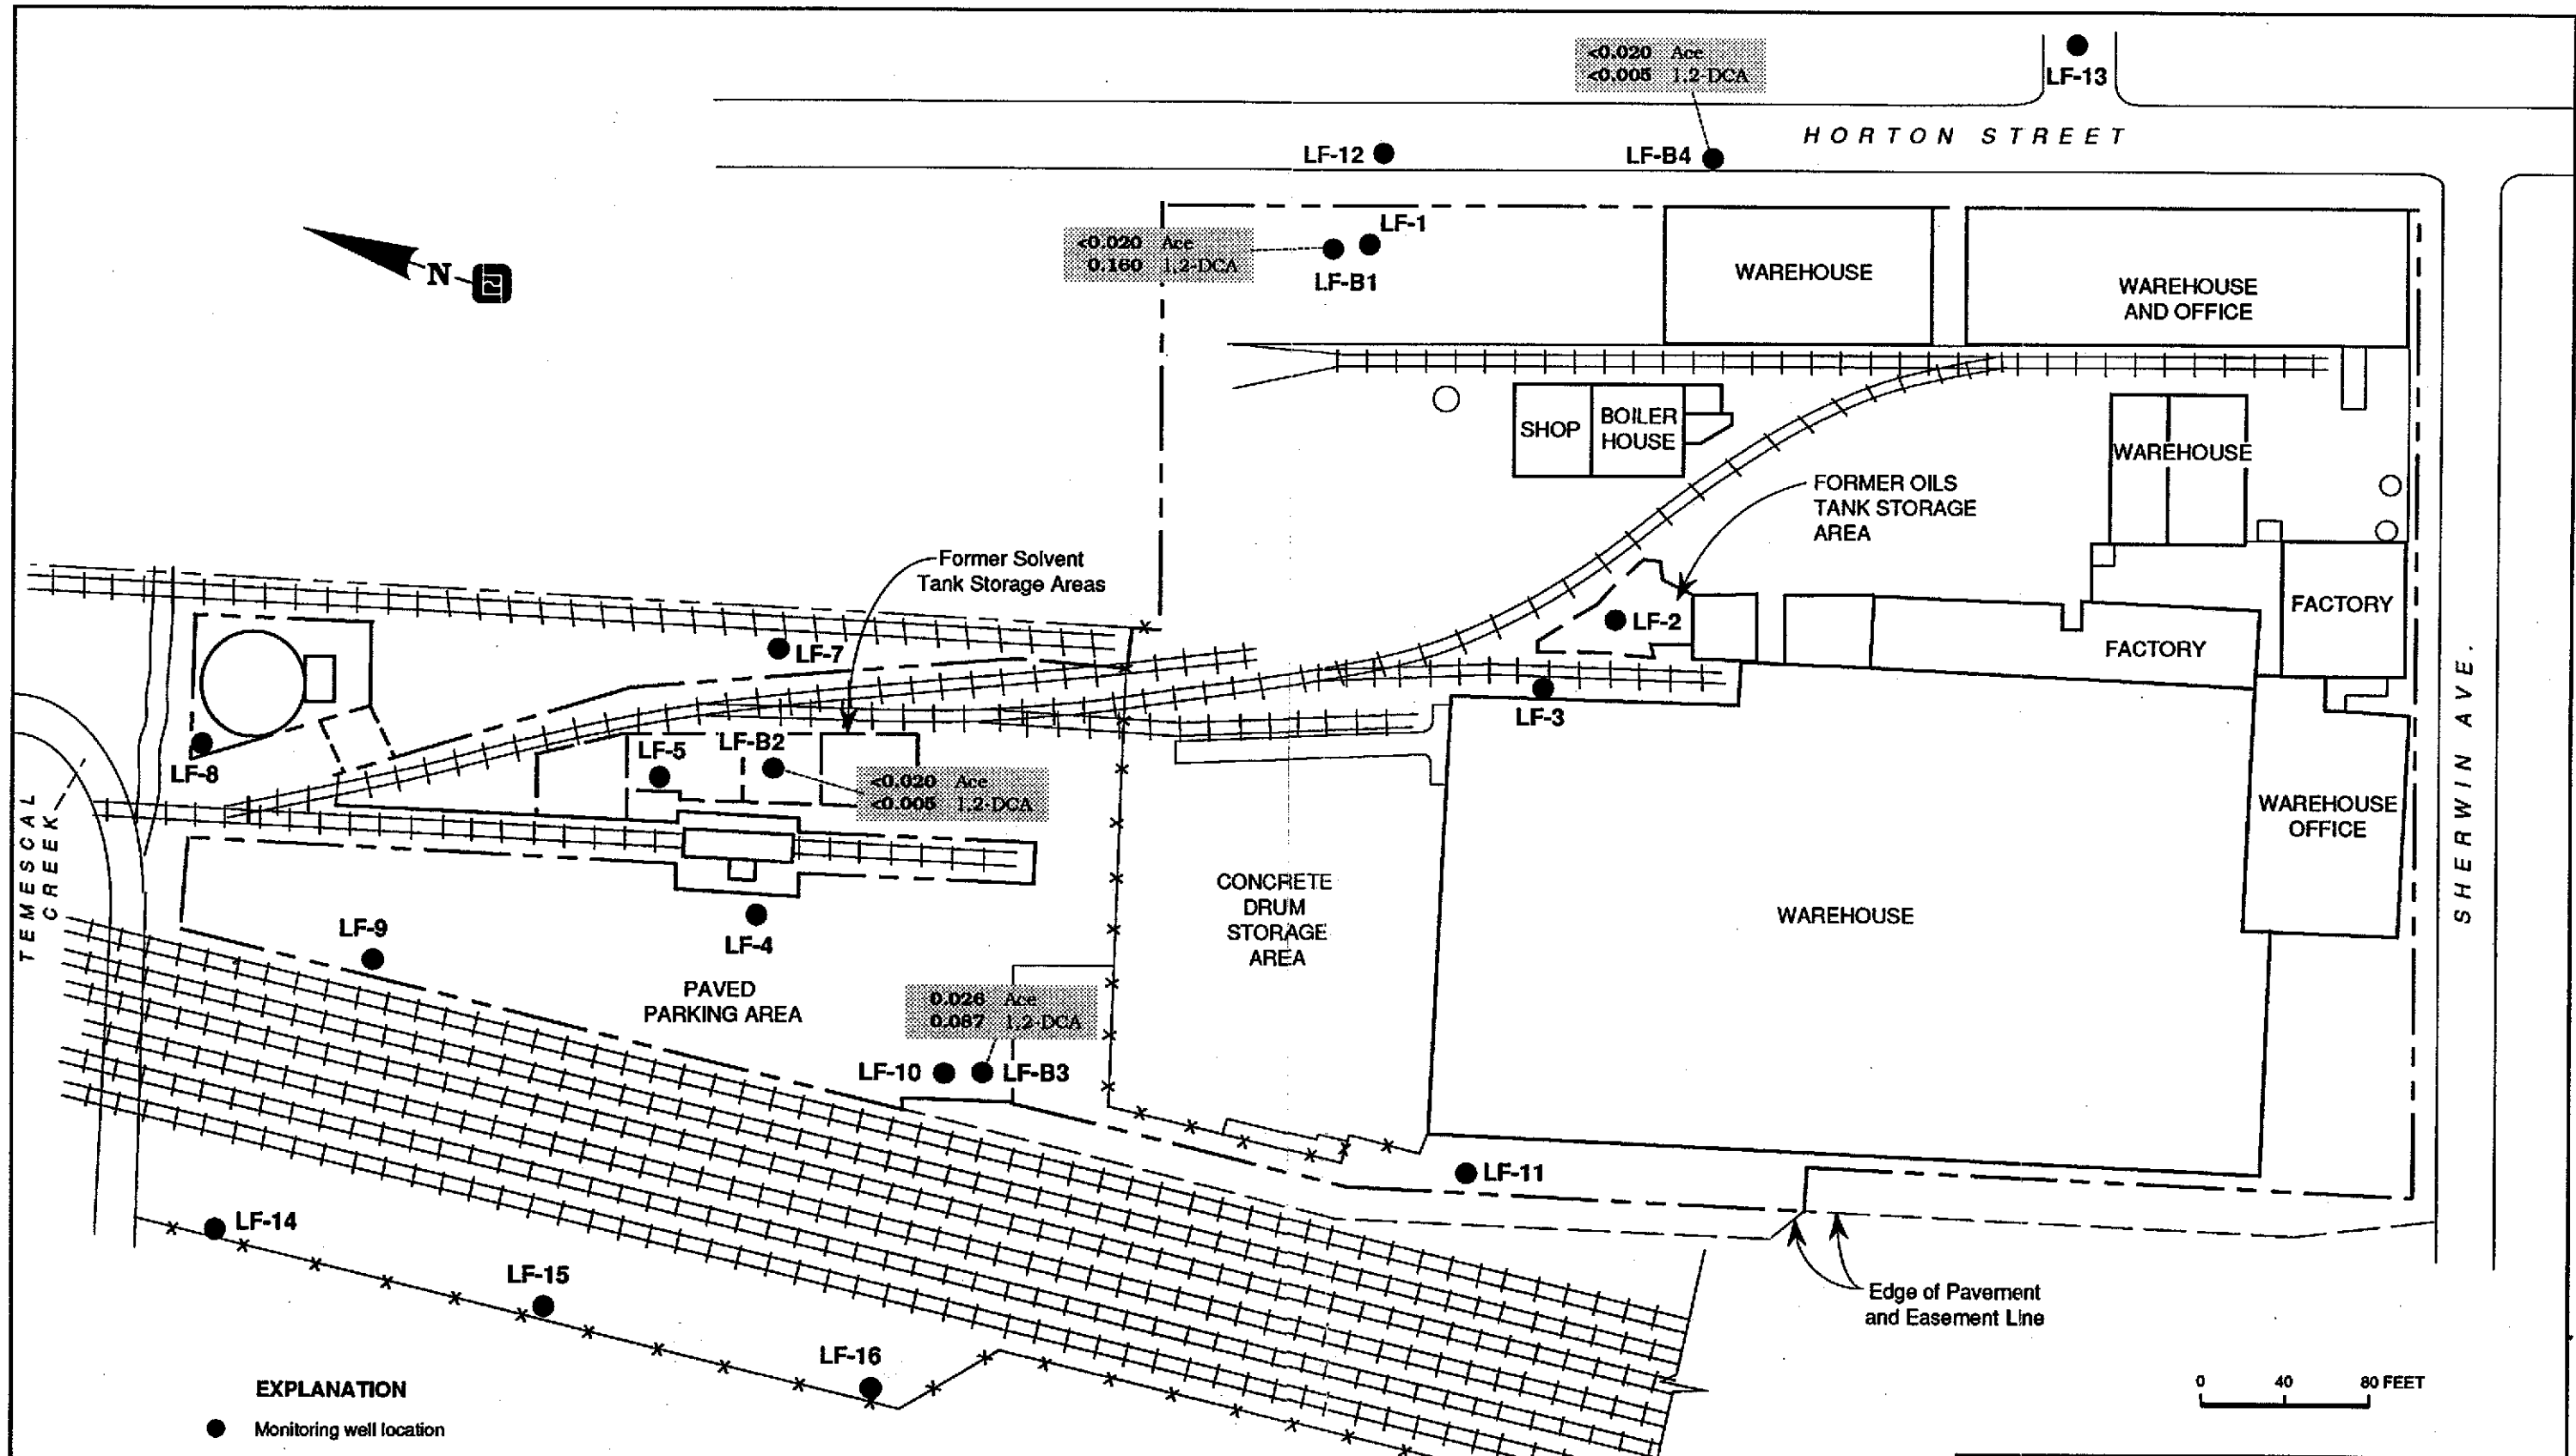 <0.020 Ace
<0.005 1,2-DCA
LF-13
HORTON STREET
LF-12
LF-B4
LF-1
<0.020 Ace
0.160 1,2-DCA
LF-B1
N
WAREHOUSE
WAREHOUSE
AND OFFICE
SHOP
BOILER
HOUSE
WAREHOUSE
FORMER OILS
TANK STORAGE
AREA
Former Solvent
Tank Storage Areas
LF-2
FACTORY
FACTORY
LF-7
LF-3
LF-8
LF-5
LF-B2
<0.020 Ace
<0.005 1,2-DCA
TEMESCAL
CREEK
SHERWIN AVE.
WAREHOUSE
OFFICE
CONCRETE
DRUM
STORAGE
AREA
WAREHOUSE
LF-9
LF-4
PAVED
PARKING AREA
0.026 Ace
0.087 1,2-DCA
LF-10
LF-B3
LF-11
LF-14
LF-15
LF-16
Edge of Pavement
and Easement Line
EXPLANATION
Monitoring well location
0 40 80 FEET